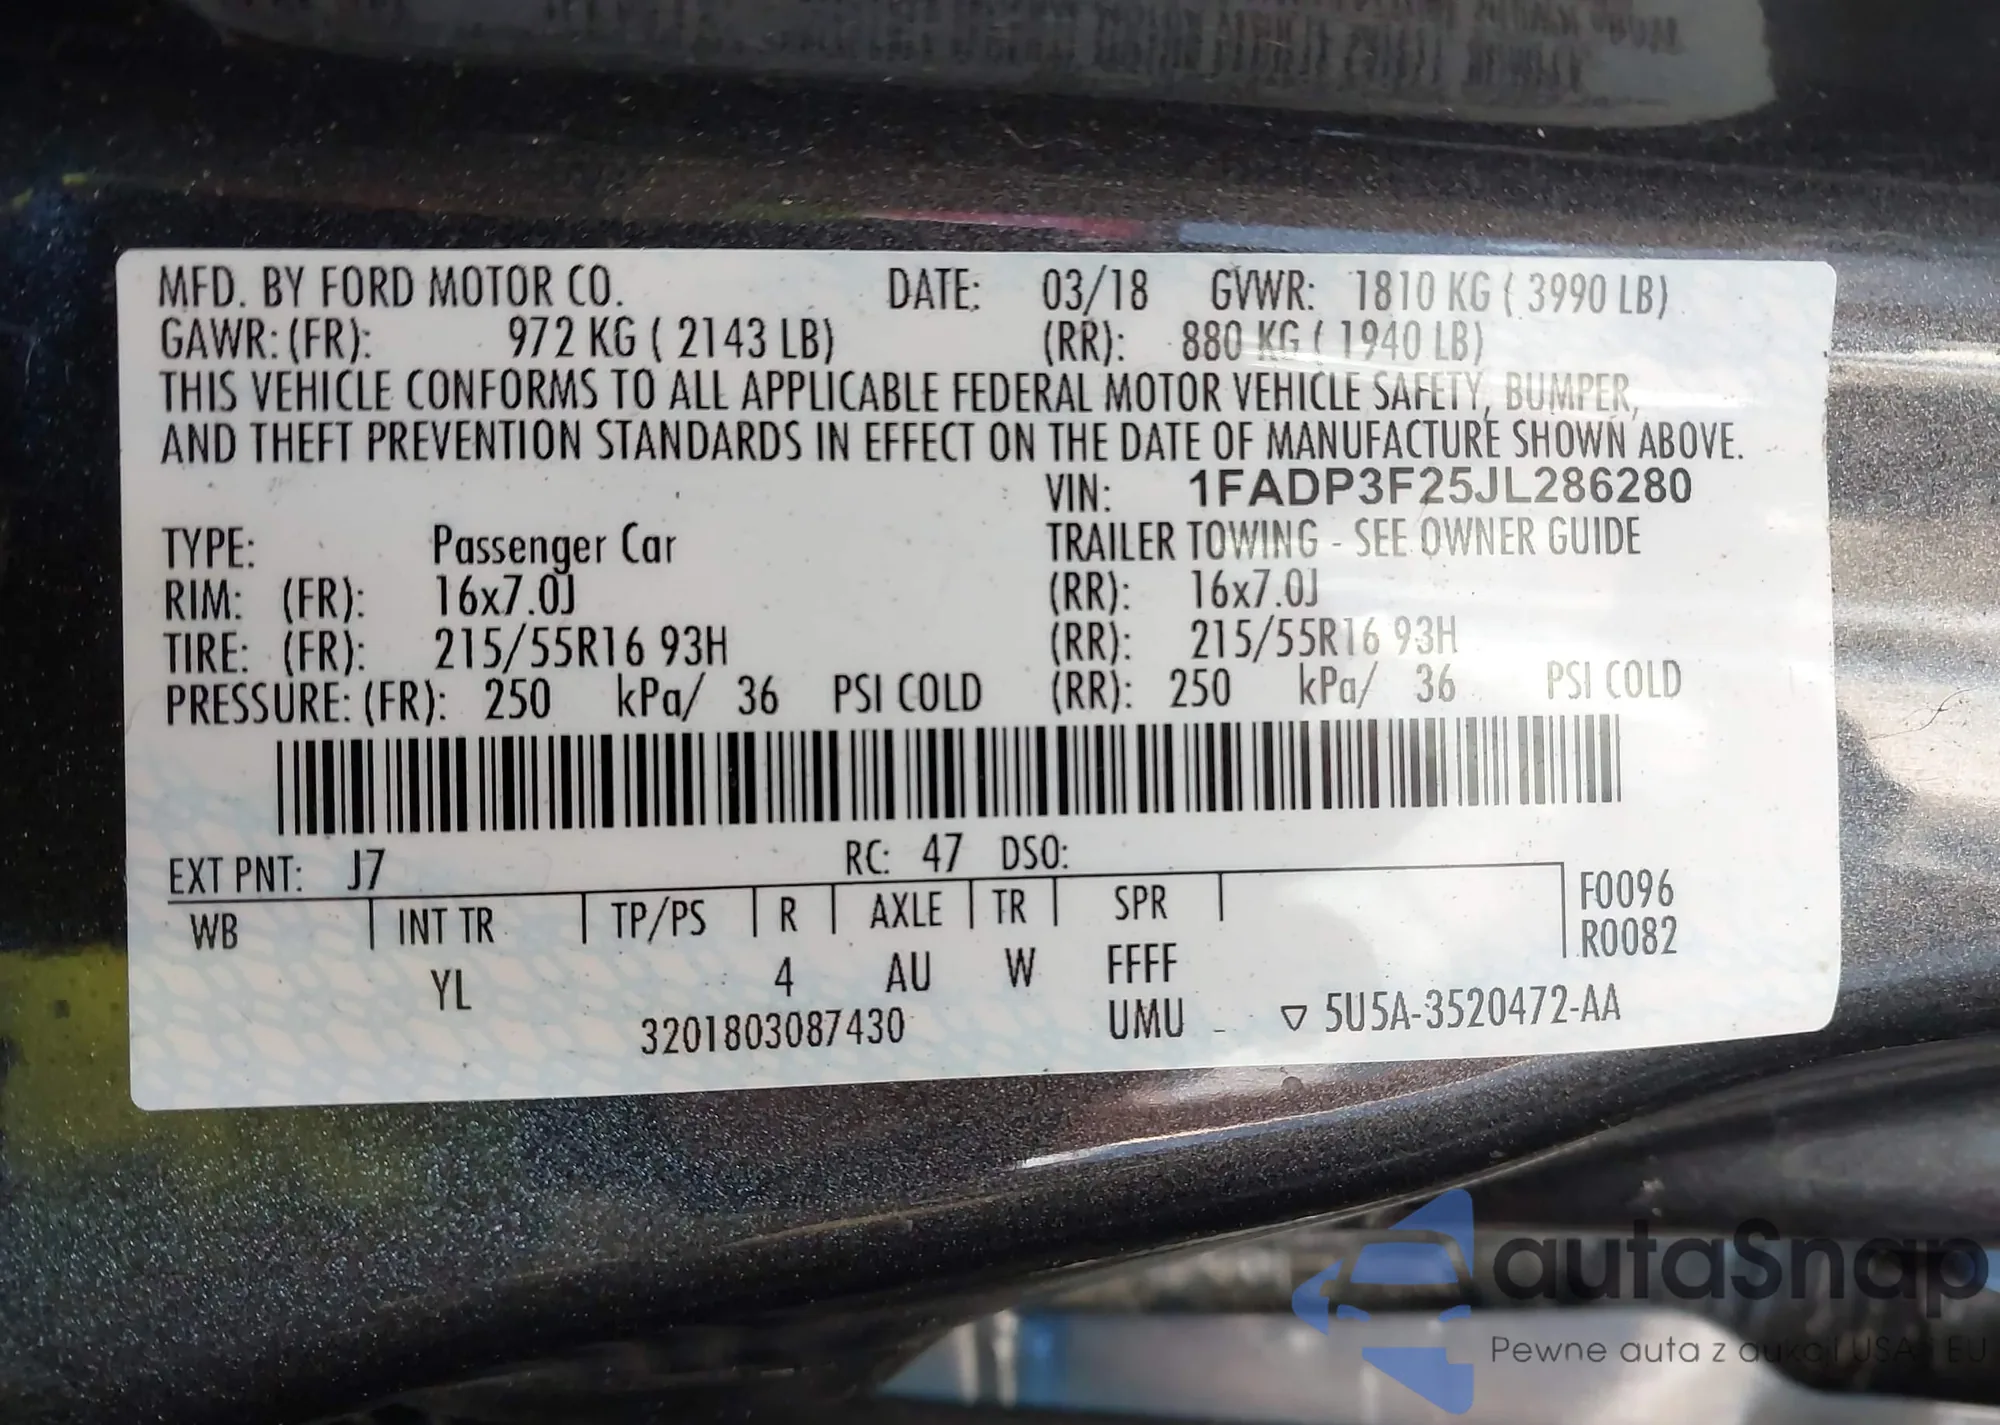 MFD. BY FORD MOTOR CO. DATE: 03/18 GVWR: 1810 KG ( 3990 LB)
GAWR: (FR): 972 KG ( 2143 LB) (RR): 880 KG ( 1940 LB)
THIS VEHICLE CONFORMS TO ALL APPLICABLE FEDERAL MOTOR VEHICLE SAFETY, BUMPER,
AND THEFT PREVENTION STANDARDS IN EFFECT ON THE DATE OF MANUFACTURE SHOWN ABOVE.
VIN: 1FADP3F25JL286280
TYPE: Passenger Car TRAILER TOWING - SEE OWNER GUIDE
RIM: (FR): 16x7.0J (RR): 16x7.0J
TIRE: (FR): 215/55R16 93H (RR): 215/55R16 93H
PRESSURE: (FR): 250 kPa/ 36 PSI COLD (RR): 250 kPa/ 36 PSI COLD
EXT PNT: J7 RC: 47 DSO:
WB INT TR TP/PS R AXLE TR SPR F0096
R0082
YL 4 AU W FFFF
3201803087430 UMU - ▽ 5U5A-3520472-AA
autaSnap
Pewne auta z aukcji USA i EU